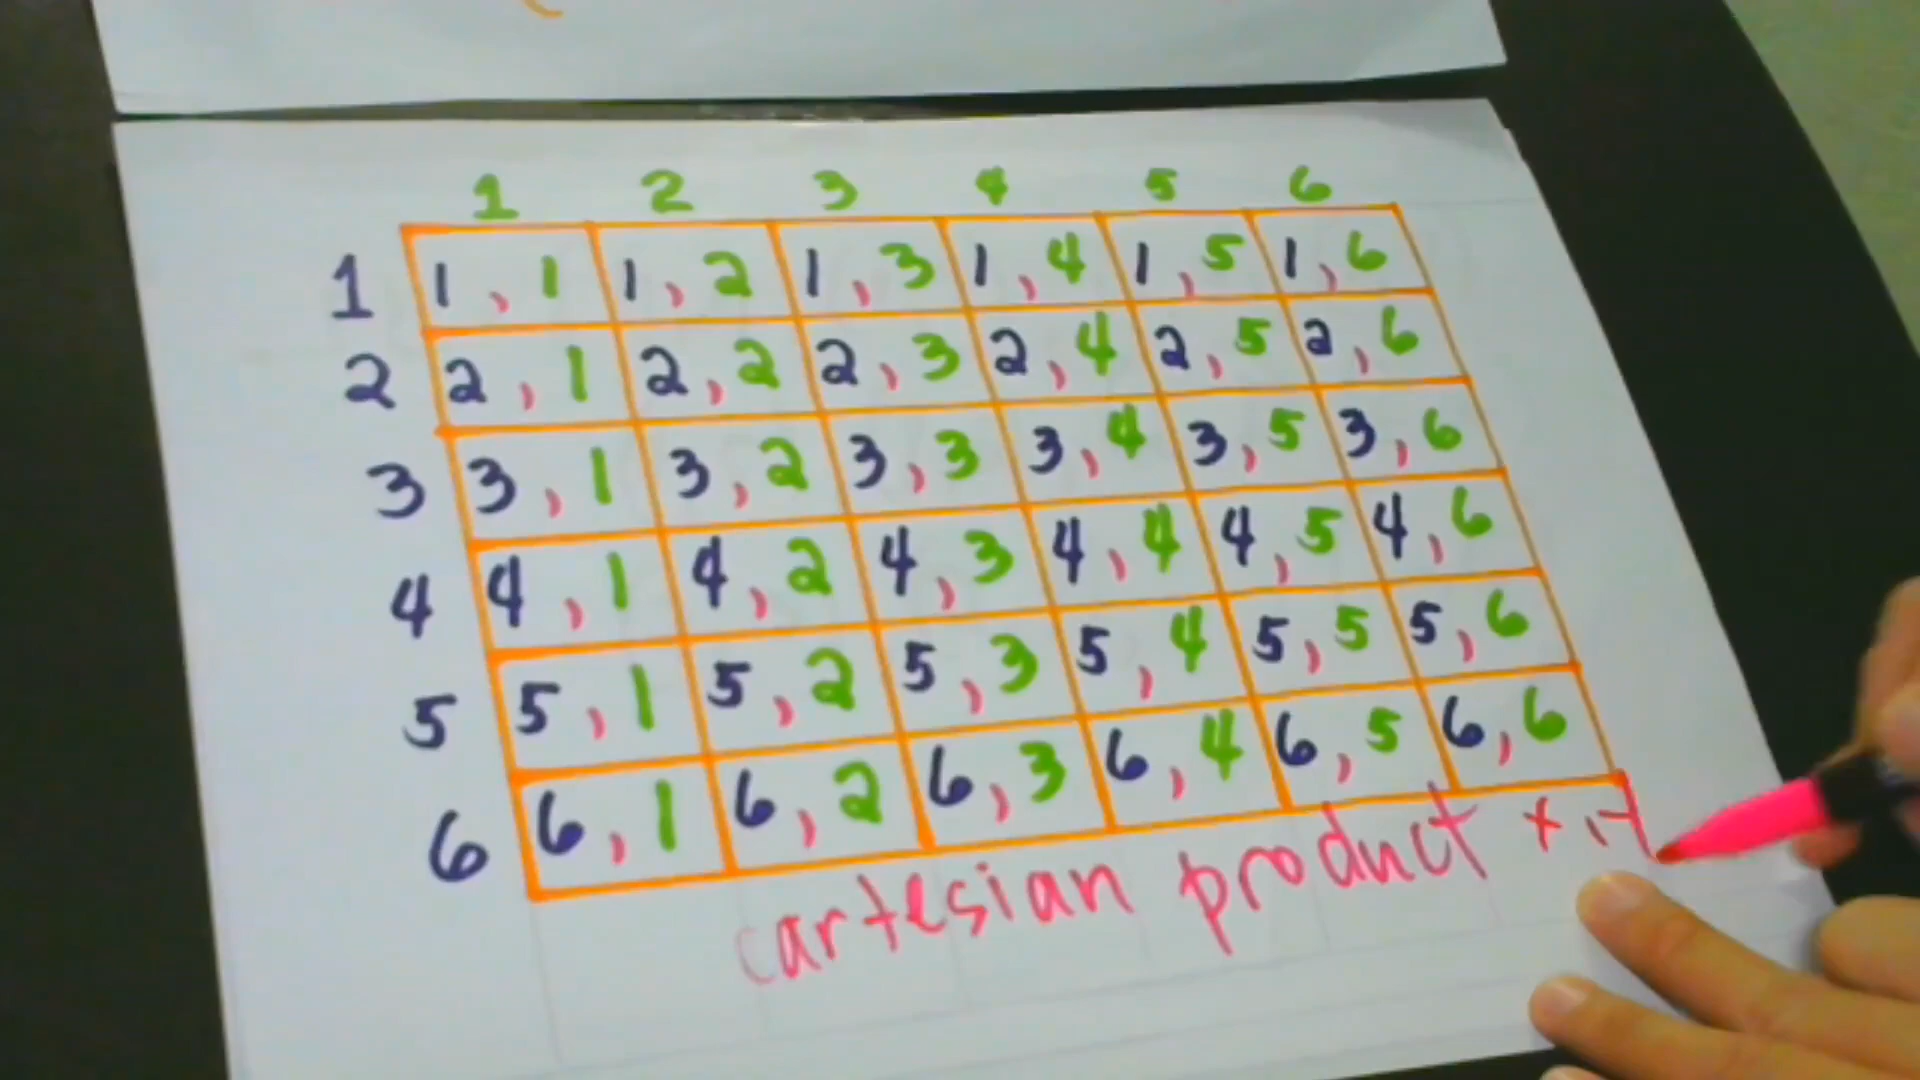 1 2 3 4 5 6
1 1,1 1,2 1,3 1,4 1,5 1,6
2 2,1 2,2 2,3 2,4 2,5 2,6
3 3,1 3,2 3,3 3,4 3,5 3,6
4 4,1 4,2 4,3 4,4 4,5 4,6
5 5,1 5,2 5,3 5,4 5,5 5,6
6 6,1 6,2 6,3 6,4 6,5 6,6
cartesian product